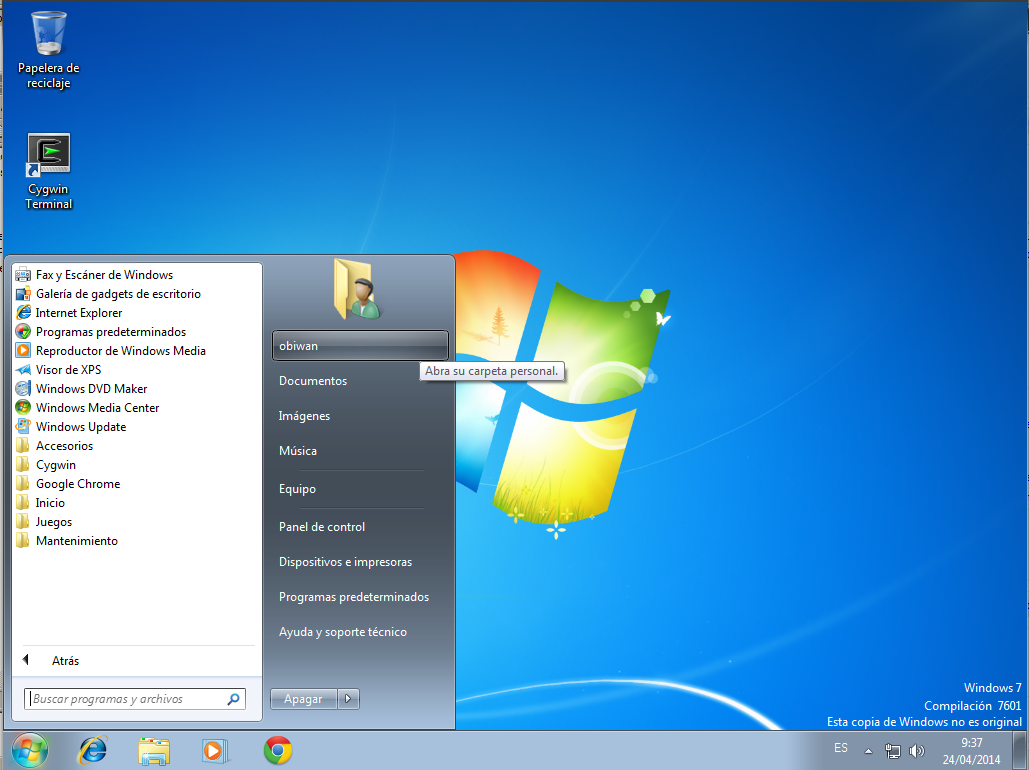 Papelera de
reciclaje
Cygwin
Terminal
Fax y Escáner de Windows
Galería de gadgets de escritorio
Internet Explorer
Programas predeterminados
Reproductor de Windows Media
Visor de XPS
Windows DVD Maker
Windows Media Center
Windows Update
Accesorios
Cygwin
Google Chrome
Inicio
Juegos
Mantenimiento
Atrás
Buscar programas y archivos
obiwan
Abra su carpeta personal.
Documentos
Imágenes
Música
Equipo
Panel de control
Dispositivos e impresoras
Programas predeterminados
Ayuda y soporte técnico
Apagar
Windows 7
Compilación 7601
Esta copia de Windows no es original
ES
9:37
24/04/2014